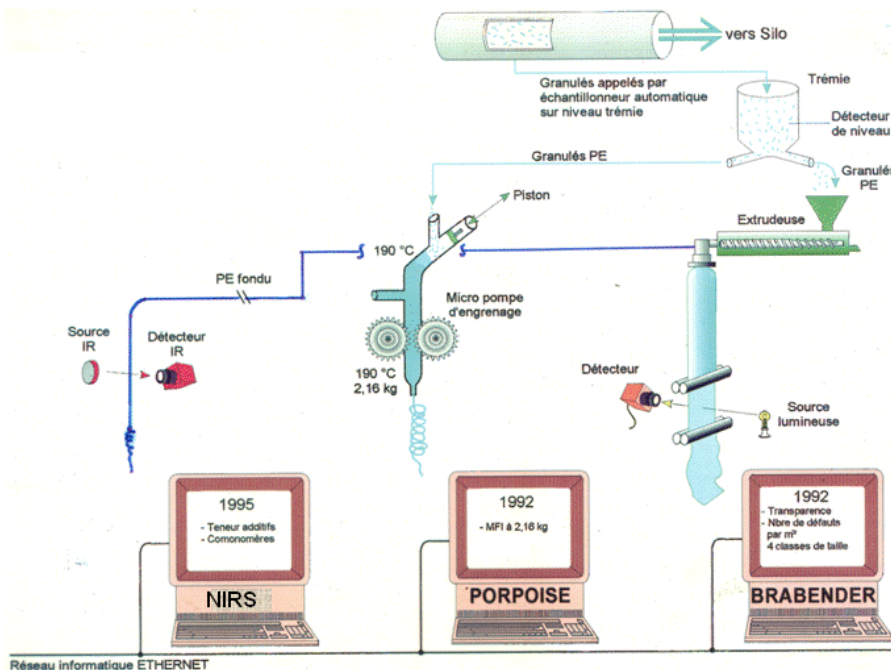 vers Silo
Granulés appelés par
échantillonneur automatique
sur niveau trémie
Trémie
Détecteur
de niveau
Granulés PE
Granulés
PE
Piston
Extrudeuse
190 °C
PE fondu
Micro pompe
d'engrenage
Source
IR
Détecteur
IR
190 °C
2,16 kg
Détecteur
Source
lumineuse
1995
- Teneur additifs
- Comonomères
NIRS
1992
- MFI à 2,16 kg
PORPOISE
1992
- Transparence
- Nbre de défauts
par m²
4 classes de taille
BRABENDER
Réseau informatique ETHERNET